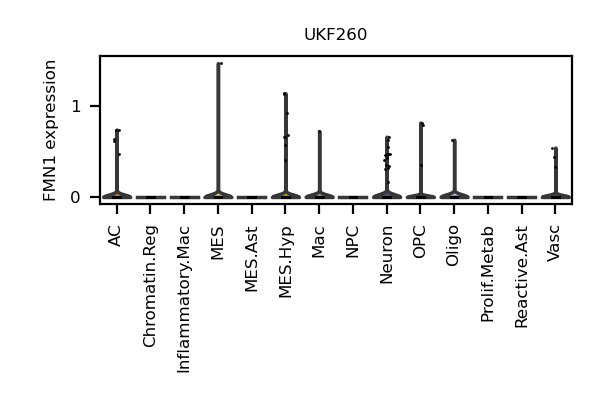 UKF260
FMN1 expression
1
0
AC
Chromatin.Reg
Inflammatory.Mac
MES
MES.Ast
MES.Hyp
Mac
NPC
Neuron
OPC
Oligo
Prolif.Metab
Reactive.Ast
Vasc